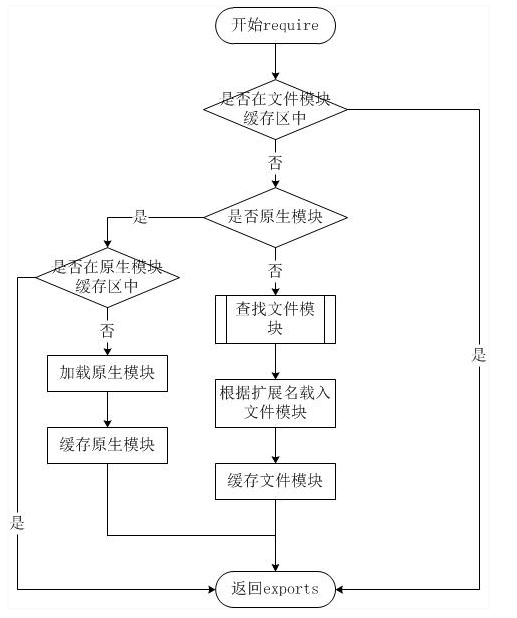 开始require
是否在文件模块
缓存区中
否
是
是否原生模块
是否在原生模块
缓存区中
否
查找文件模
块
否
是
加载原生模块
根据扩展名载入
文件模块
缓存原生模块
缓存文件模块
是
返回exports